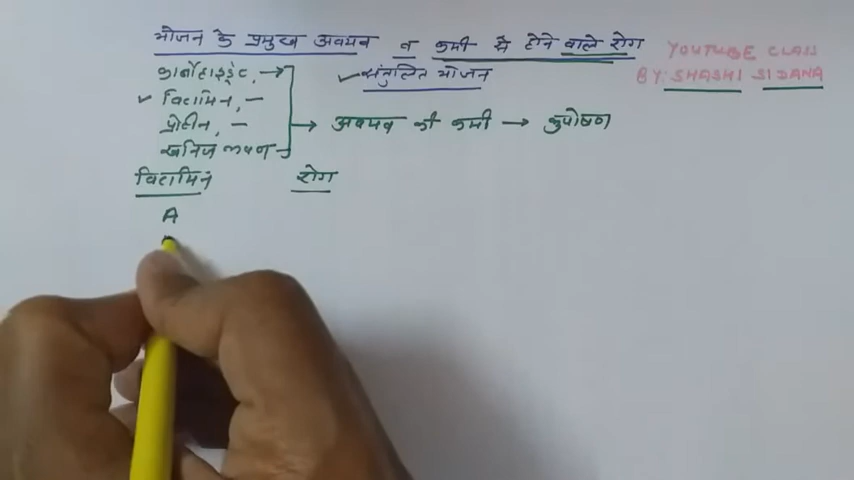 भोजन के प्रमुख अवयव व कमी से होने वाले रोग
YOUTUBE CLASS
BY: SHASHI SIDANA
कार्बोहाइड्रेट, →
✓ संतुलित भोजन
✓ विटामिन, –
प्रोटीन, –
→ अवयव की कमी → कुपोषण
खनिज लवण –
विटामिन रोग
A